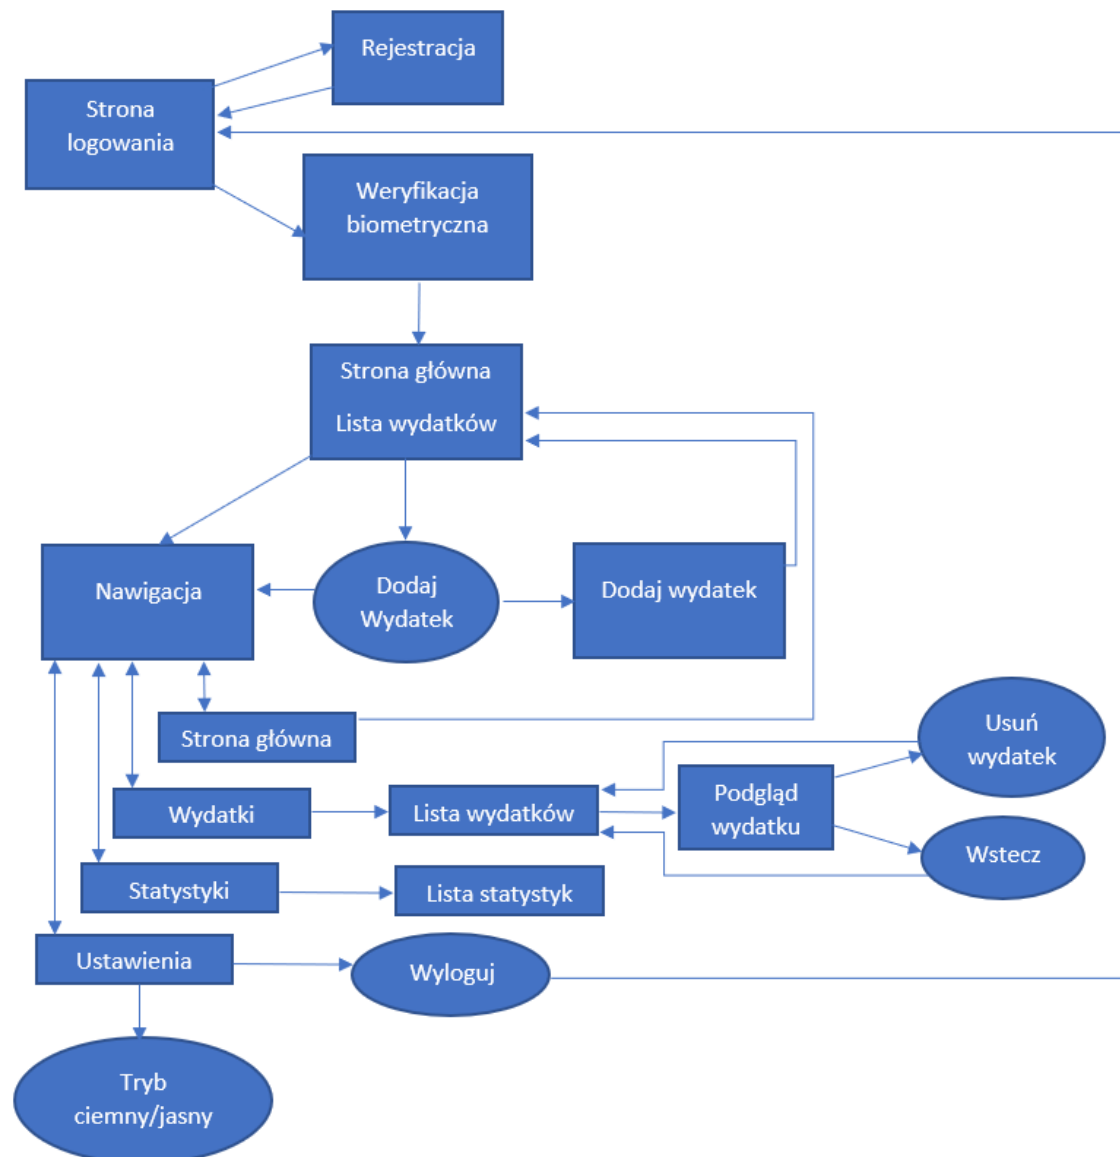 Rejestracja
Strona
logowania
Weryfikacja
biometryczna
Strona główna
Lista wydatków
Nawigacja
Dodaj
Wydatek
Dodaj wydatek
Strona główna
Usuń
wydatek
Wydatki
Lista wydatków
Podgląd
wydatku
Wstecz
Statystyki
Lista statystyk
Ustawienia
Wyloguj
Tryb
ciemny/jasny